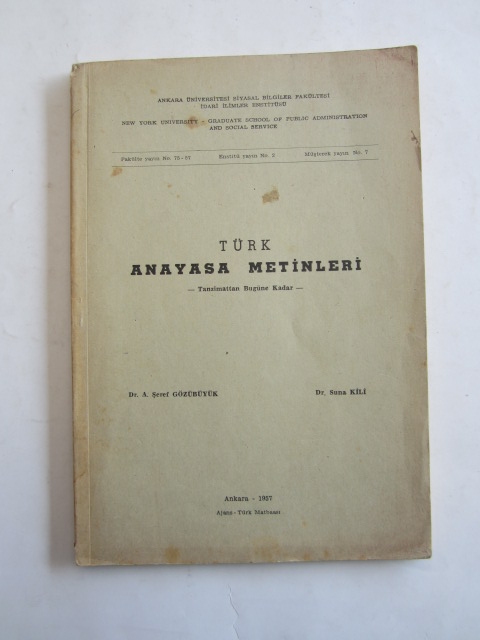 ANKARA ÜNİVERSİTESİ SİYASAL BİLGİLER FAKÜLTESİ
İDARİ İLİMLER ENSTİTÜSÜ
NEW YORK UNIVERSITY - GRADUATE SCHOOL OF PUBLIC ADMINISTRATION
AND SOCIAL SERVICE
Fakülte yayın No. 75-57 Enstitü yayın No. 2 Müşterek yayın No. 7
TÜRK
ANAYASA METİNLERİ
— Tanzimattan Bugüne Kadar —
Dr. A. Şeref GÖZÜBÜYÜK Dr. Suna KİLİ
Ankara - 1957
Ajans-Türk Matbaası